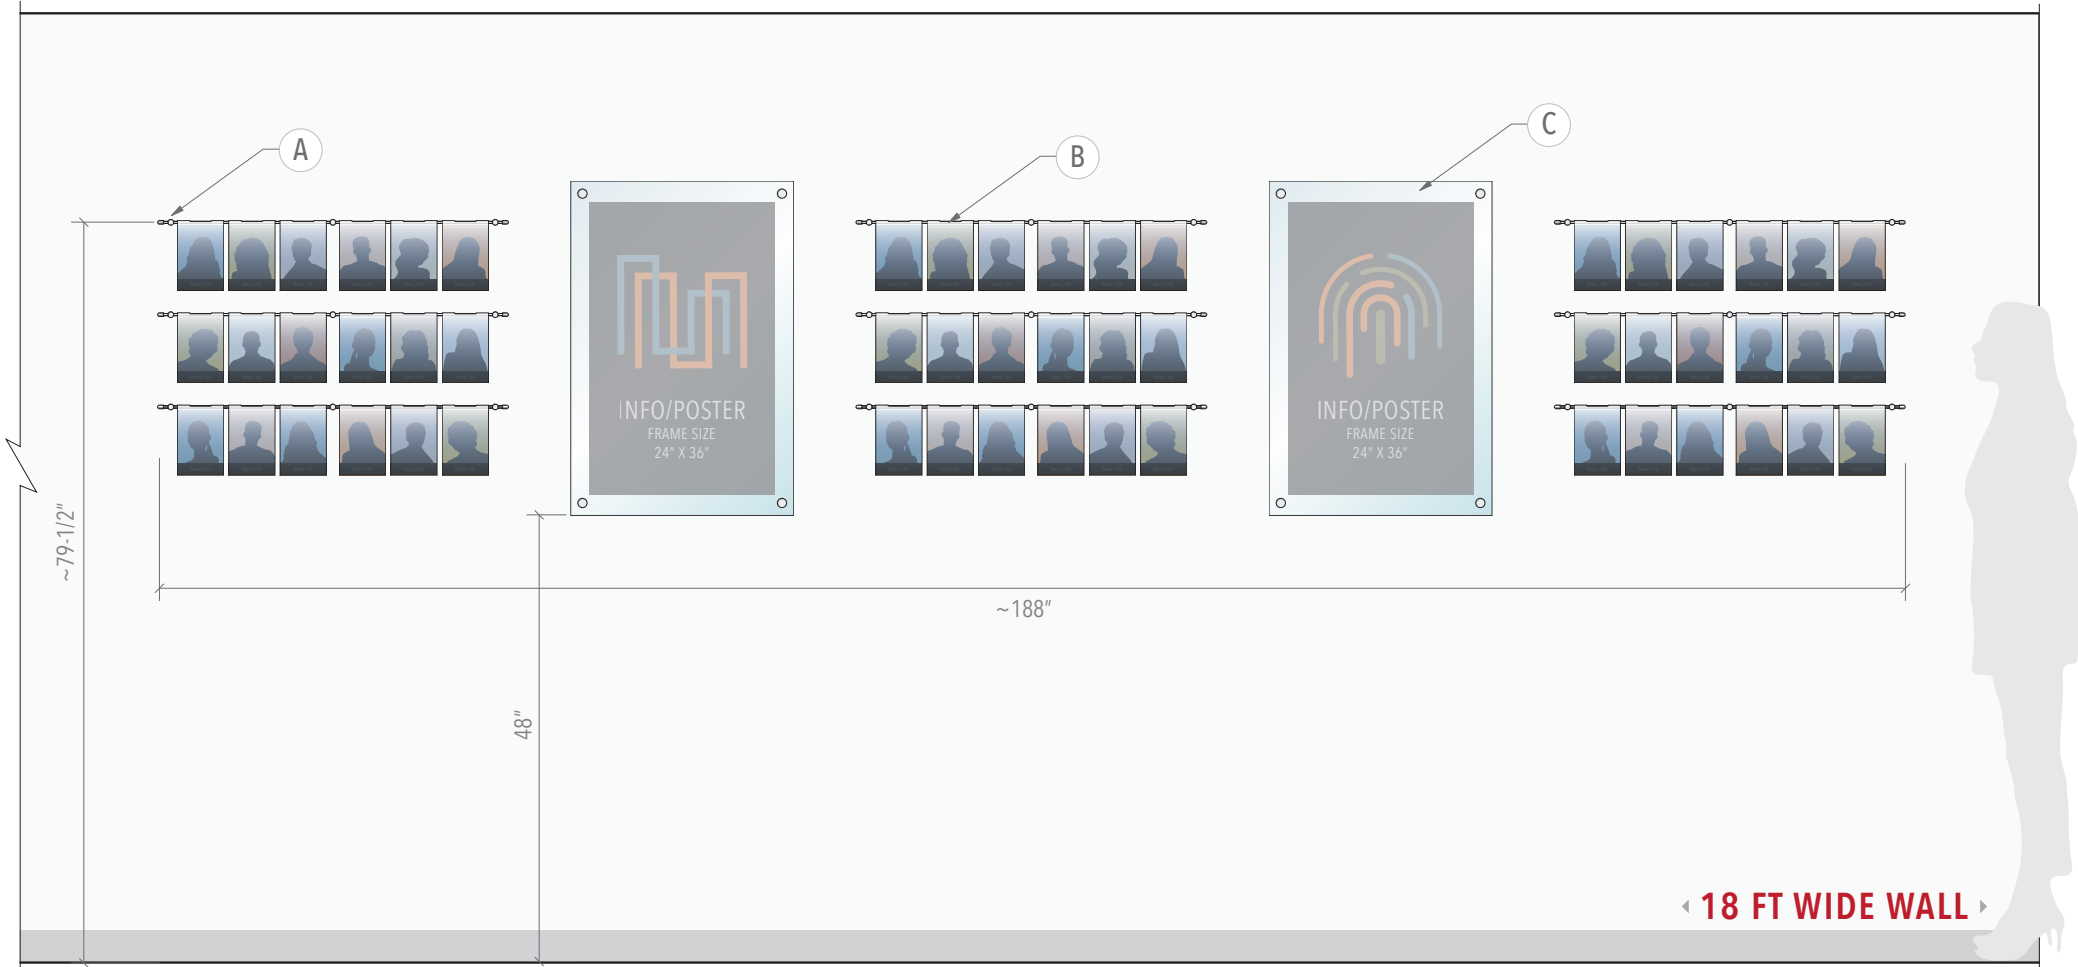 A
B
C
INFO/POSTER
FRAME SIZE
24" X 36"
INFO/POSTER
FRAME SIZE
24" X 36"
~79-1/2"
~188"
48"
18 FT WIDE WALL